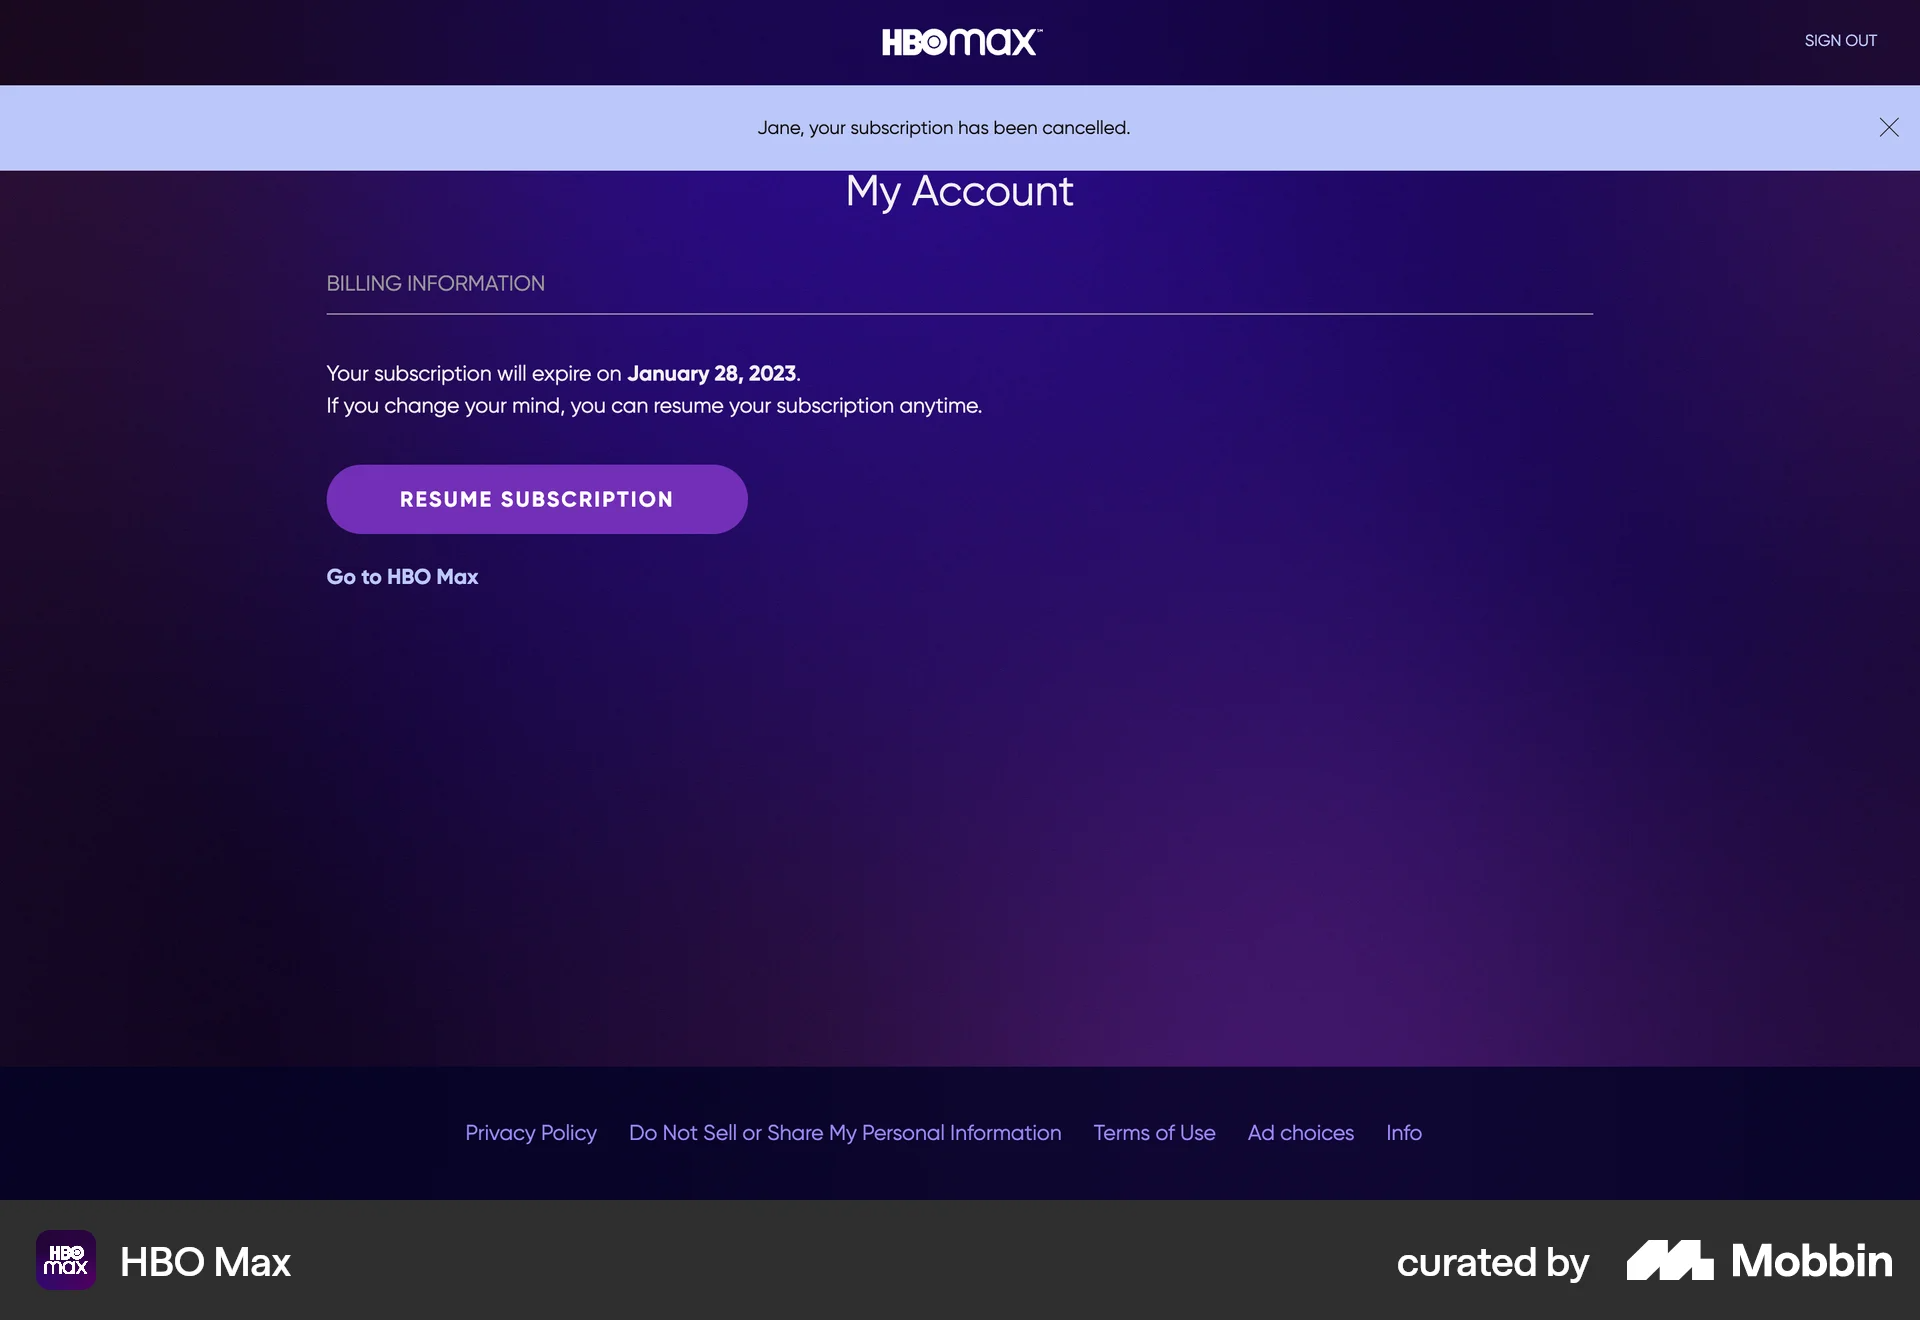 HBOmax™
SIGN OUT
Jane, your subscription has been cancelled.
My Account
BILLING INFORMATION
Your subscription will expire on January 28, 2023.
If you change your mind, you can resume your subscription anytime.
RESUME SUBSCRIPTION
Go to HBO Max
Privacy Policy Do Not Sell or Share My Personal Information Terms of Use Ad choices Info
HBO
max
HBO Max
curated by Mobbin